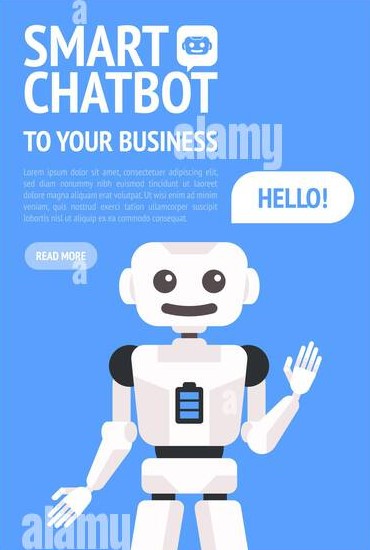 SMART
CHATBOT
TO YOUR BUSINESS
Lorem ipsum dolor sit amet, consectetuer adipiscing elit,
sed diam nonummy nibh euismod tincidunt ut laoreet
dolore magna aliquam erat volutpat. Ut wisi enim ad minim
veniam, quis nostrud exerci tation ullamcorper suscipit
lobortis nisl ut aliquip ex ea commodo consequat.
HELLO!
READ MORE
a
alamy
a
a
alamy